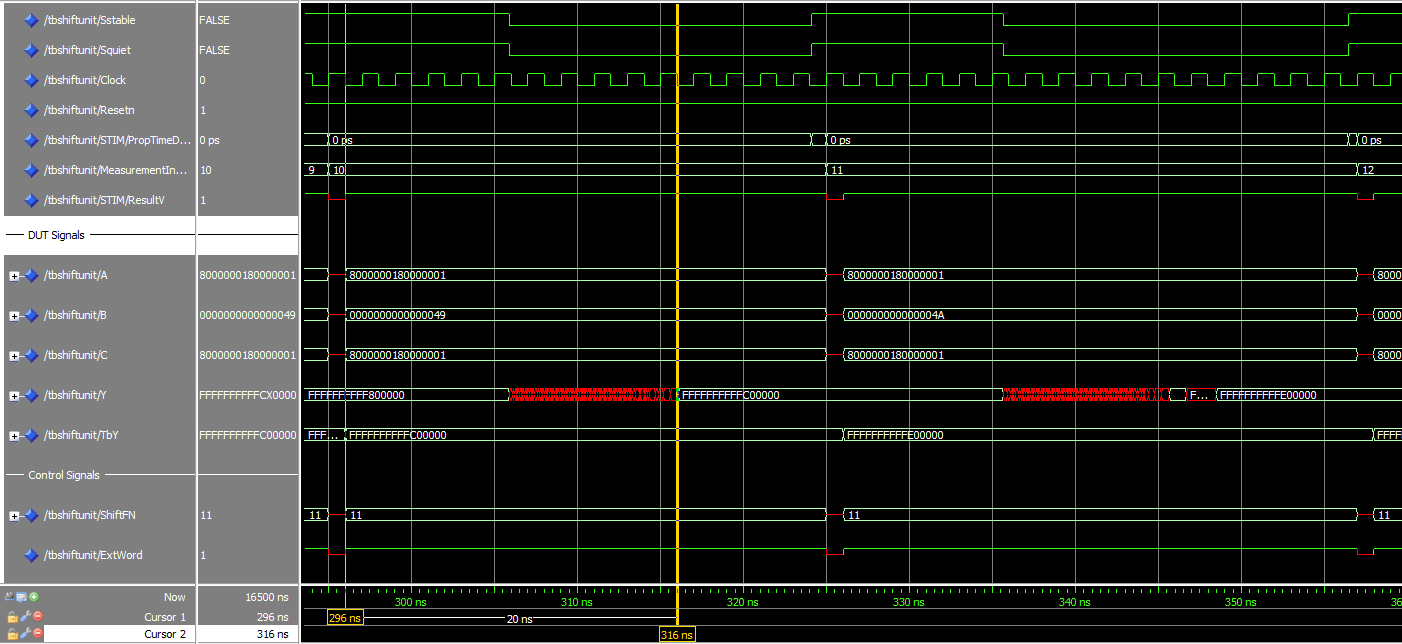 /tbshiftunit/Sstable FALSE
/tbshiftunit/Squiet FALSE
/tbshiftunit/Clock 0
/tbshiftunit/Resetn 1
/tbshiftunit/STIM/PropTimeD... 0 ps 0 ps 0 ps 0 ps
/tbshiftunit/MeasurementIn... 10 9 10 11 12
/tbshiftunit/STIM/ResultV 1
DUT Signals
/tbshiftunit/A 8000000180000001 8000000180000001 8000000180000001 8000
/tbshiftunit/B 0000000000000049 0000000000000049 000000000000004A 0000
/tbshiftunit/C 8000000180000001 8000000180000001 8000000180000001 8000
/tbshiftunit/Y FFFFFFFFFFCX0000 FFFFFFFFFF800000 FFFFFFFFFFC00000 F... FFFFFFFFFFE00000
/tbshiftunit/TbY FFFFFFFFFFC00000 FFF... FFFFFFFFFFC00000 FFFFFFFFFFE00000 FFFF
Control Signals
/tbshiftunit/ShiftFN 11 11 11 11 11
/tbshiftunit/ExtWord 1
Now 16500 ns 300 ns 310 ns 320 ns 330 ns 340 ns 350 ns 36
Cursor 1 296 ns 296 ns 20 ns
Cursor 2 316 ns 316 ns